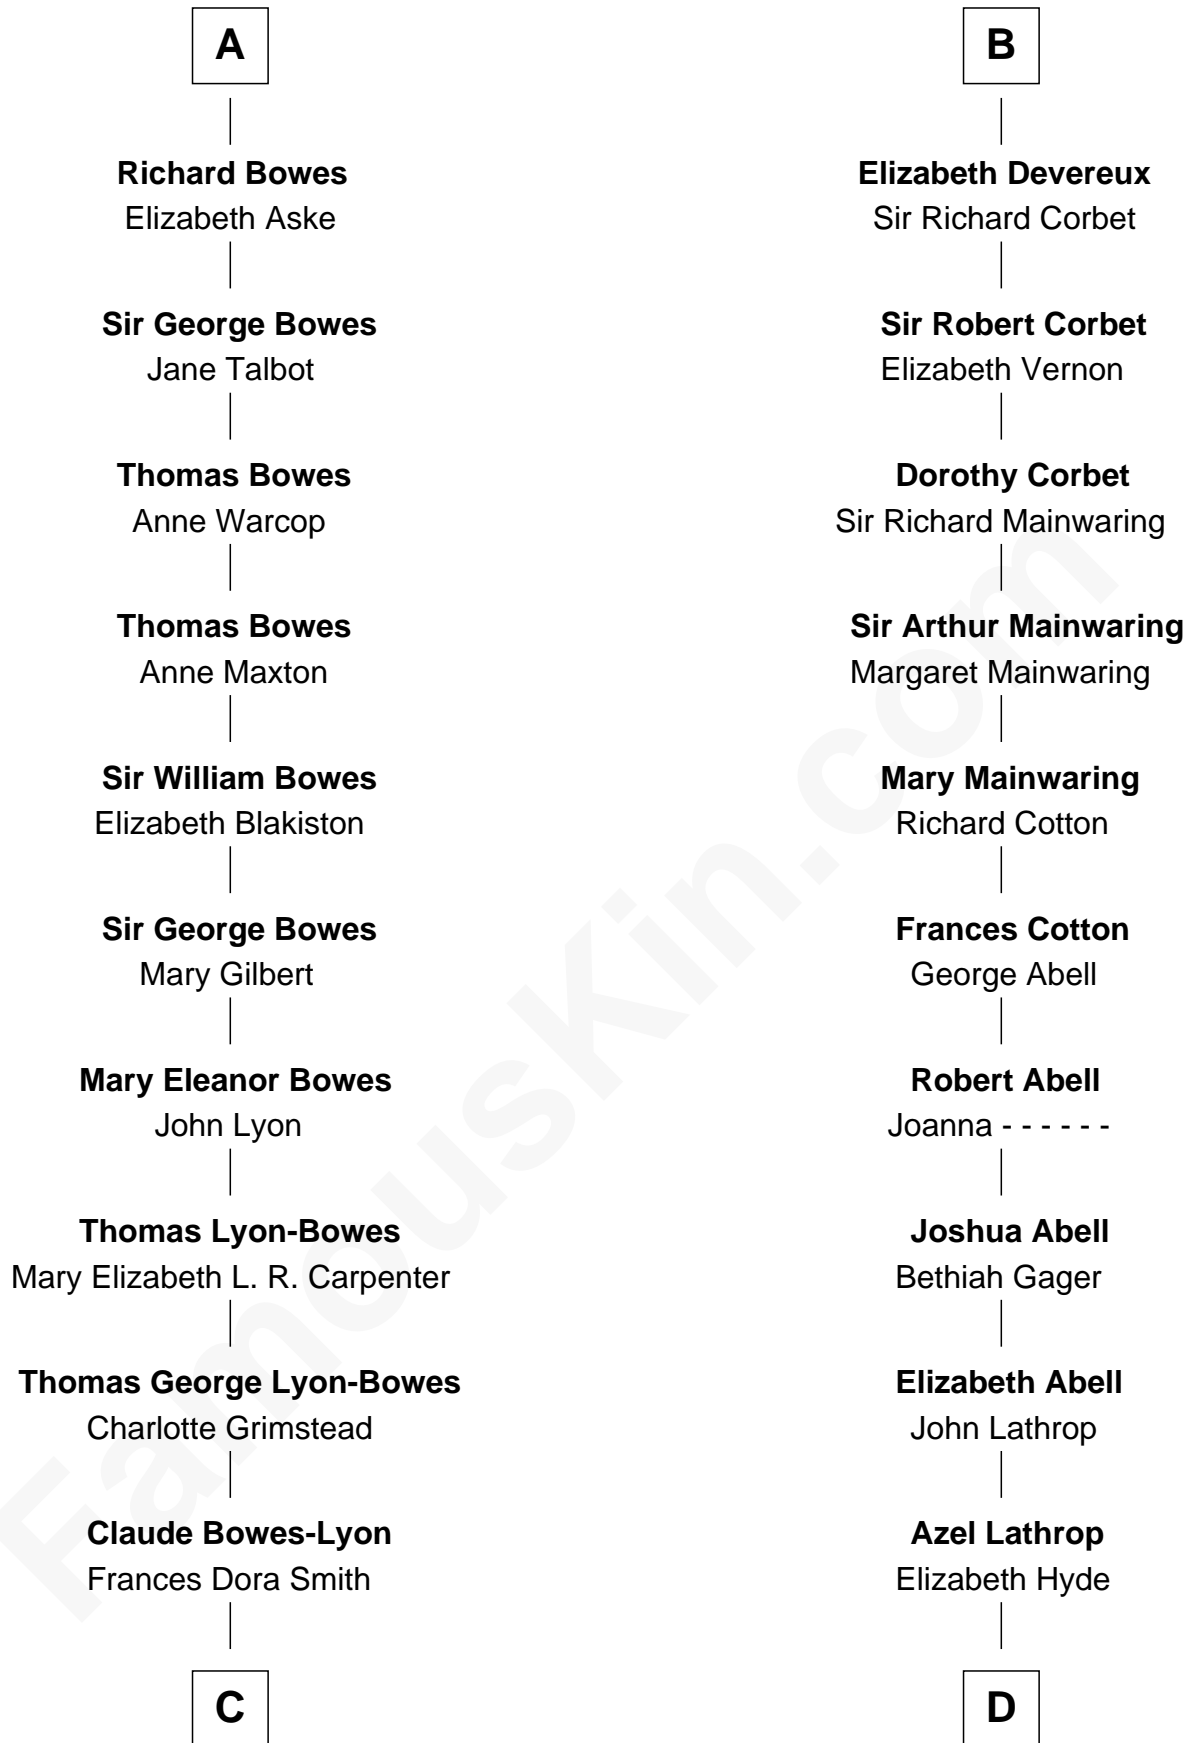 A
Richard Bowes
Elizabeth Aske
Sir George Bowes
Jane Talbot
Thomas Bowes
Anne Warcop
Thomas Bowes
Anne Maxton
Sir William Bowes
Elizabeth Blakiston
Sir George Bowes
Mary Gilbert
Mary Eleanor Bowes
John Lyon
Thomas Lyon-Bowes
Mary Elizabeth L. R. Carpenter
Thomas George Lyon-Bowes
Charlotte Grimstead
Claude Bowes-Lyon
Frances Dora Smith
C
B
Elizabeth Devereux
Sir Richard Corbet
Sir Robert Corbet
Elizabeth Vernon
Dorothy Corbet
Sir Richard Mainwaring
Sir Arthur Mainwaring
Margaret Mainwaring
Mary Mainwaring
Richard Cotton
Frances Cotton
George Abell
Robert Abell
Joanna - - - - - -
Joshua Abell
Bethiah Gager
Elizabeth Abell
John Lathrop
Azel Lathrop
Elizabeth Hyde
D
FamousKin.com